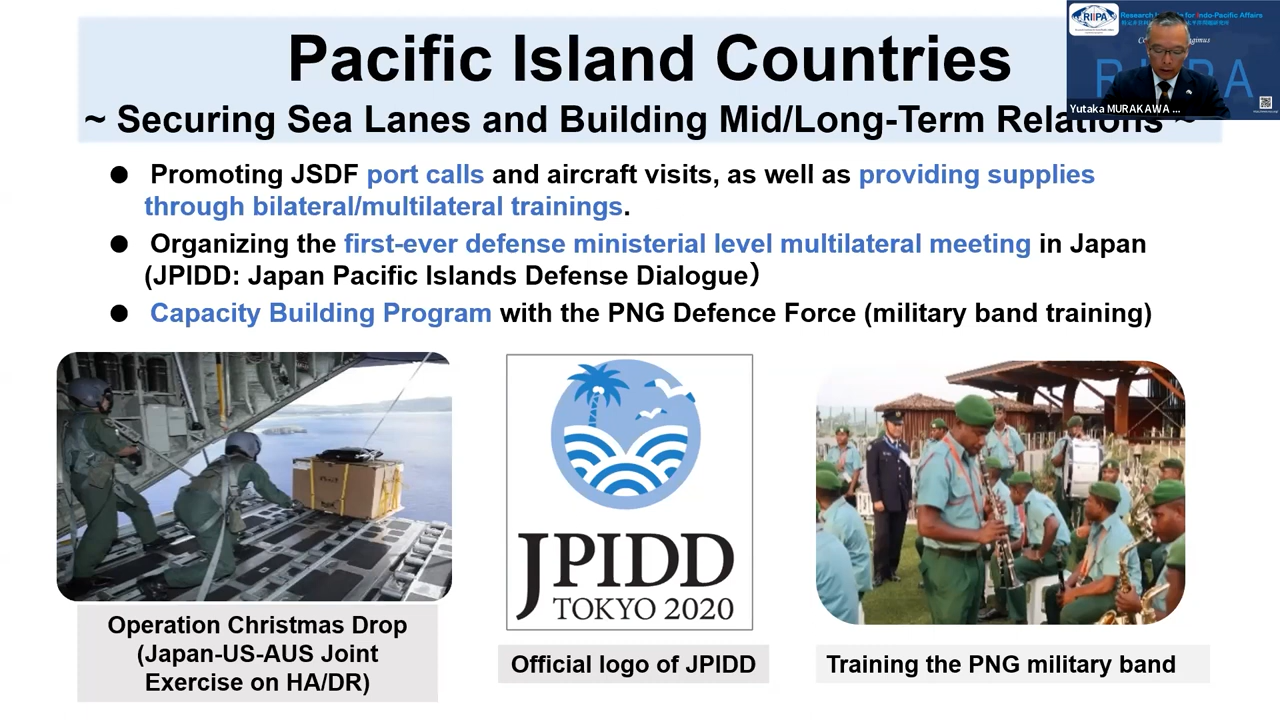 Pacific Island Countries
~ Securing Sea Lanes and Building Mid/Long-Term Relations ~
RIIPA
Research Institute for Indo-Pacific Affairs
Yutaka MURAKAWA ...
● Promoting JSDF port calls and aircraft visits, as well as providing supplies
through bilateral/multilateral trainings.
● Organizing the first-ever defense ministerial level multilateral meeting in Japan
(JPIDD: Japan Pacific Islands Defense Dialogue）
● Capacity Building Program with the PNG Defence Force (military band training)
JPIDD
TOKYO 2020
Operation Christmas Drop
(Japan-US-AUS Joint
Exercise on HA/DR)
Official logo of JPIDD
Training the PNG military band